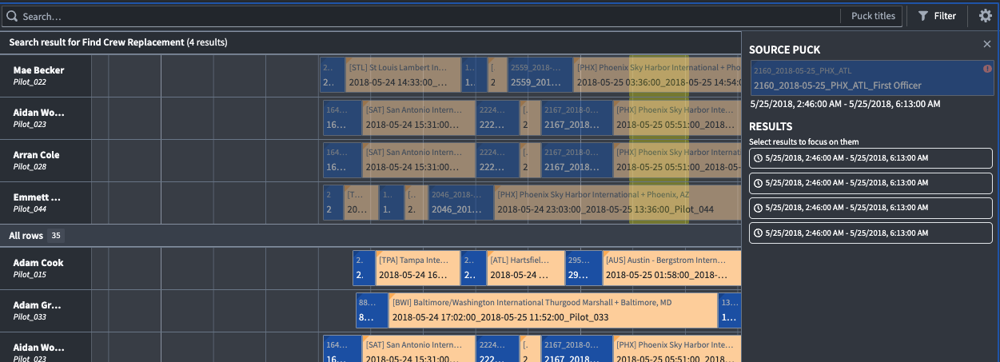 Search... Puck titles Filter
Search result for Find Crew Replacement (4 results)
Mae Becker
Pilot_022
2.. [STL] St Louis Lambert In... 1.. [. 2559_2018-... [PHX] Phoenix Sky Harbor International + Pho
2.. 2018-05-24 14:33:00_... 1.. 2 2559_201... 2018-05-25 03:36:00_2018-05-25 14:54:0
Aidan Wo...
Pilot_023
164... [SAT] San Antonio Intern... 2224... [. 2167_2018-0... [PHX] Phoenix Sky Harbor Inte...
16... 2018-05-24 15:31:00... 222... 2 2167_2018... 2018-05-25 05:51:00_2018...
Arran Cole
Pilot_028
164... [SAT] San Antonio Intern... 2224... [. 2167_2018-0... [PHX] Phoenix Sky Harbor Internati
16... 2018-05-24 15:31:00... 222... 2 2167_2018... 2018-05-25 05:51:00_2018-05-
Emmett ...
Pilot_044
2 [T... 1.. [.. 2046_2018-... [PHX] Phoenix Sky Harbor International + Phoenix, AZ
2 20... 1. 2. 2046_201... 2018-05-24 23:03:00_2018-05-25 13:36:00_Pilot_044
All rows 35
Adam Cook
Pilot_015
2. [TPA] Tampa Inte... 2.. [ATL] Hartsfiel... 295... [AUS] Austin - Bergstrom Intern...
2. 2018-05-24 16... 2.. 2018-05-24 ... 29... 2018-05-25 01:58:00_2018-...
Adam Gr...
Pilot_033
88... [BWI] Baltimore/Washington International Thurgood Marshall + Baltimore, MD 13...
8... 2018-05-24 17:02:00_2018-05-25 11:52:00_Pilot_033 1...
Aidan Wo...
Pilot_023
164... [SAT] San Antonio Intern... 2224... [. 2167_2018-0... [PHX] Phoenix Sky Harbor Inte...
16... 2018-05-24 15:31:00... 222... 2 2167_2018... 2018-05-25 05:51:00_2018...
SOURCE PUCK
2160_2018-05-25_PHX_ATL
2160_2018-05-25_PHX_ATL_First Officer
5/25/2018, 2:46:00 AM - 5/25/2018, 6:13:00 AM
RESULTS
Select results to focus on them
5/25/2018, 2:46:00 AM - 5/25/2018, 6:13:00 AM
5/25/2018, 2:46:00 AM - 5/25/2018, 6:13:00 AM
5/25/2018, 2:46:00 AM - 5/25/2018, 6:13:00 AM
5/25/2018, 2:46:00 AM - 5/25/2018, 6:13:00 AM